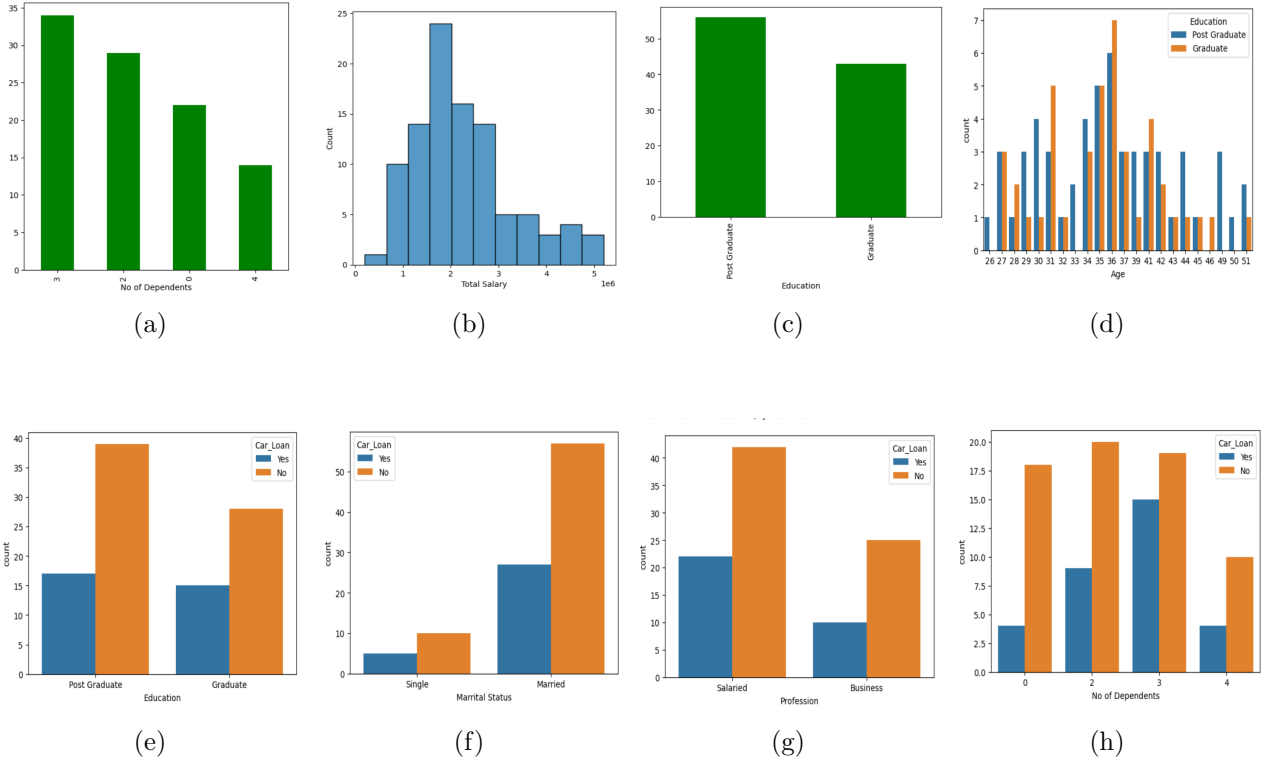 35
30
25
20
15
10
5
0
3
2
0
4
No of Dependents
(a)
25
20
15
10
5
0
Count
0 1 2 3 4 5
1e6
Total Salary
(b)
50
40
30
20
10
0
Post Graduate
Graduate
Education
(c)
7
6
5
4
3
2
1
0
count
Education
Post Graduate
Graduate
26 27 28 29 30 31 32 33 34 35 36 37 39 41 42 43 44 45 46 49 50 51
Age
(d)
40
35
30
25
20
15
10
5
0
count
Car_Loan
Yes
No
Post Graduate Graduate
Education
(e)
50
40
30
20
10
0
count
Car_Loan
Yes
No
Single Married
Marrital Status
(f)
40
35
30
25
20
15
10
5
0
count
Car_Loan
Yes
No
Salaried Business
Profession
(g)
20.0
17.5
15.0
12.5
10.0
7.5
5.0
2.5
0.0
count
Car_Loan
Yes
No
0 2 3 4
No of Dependents
(h)